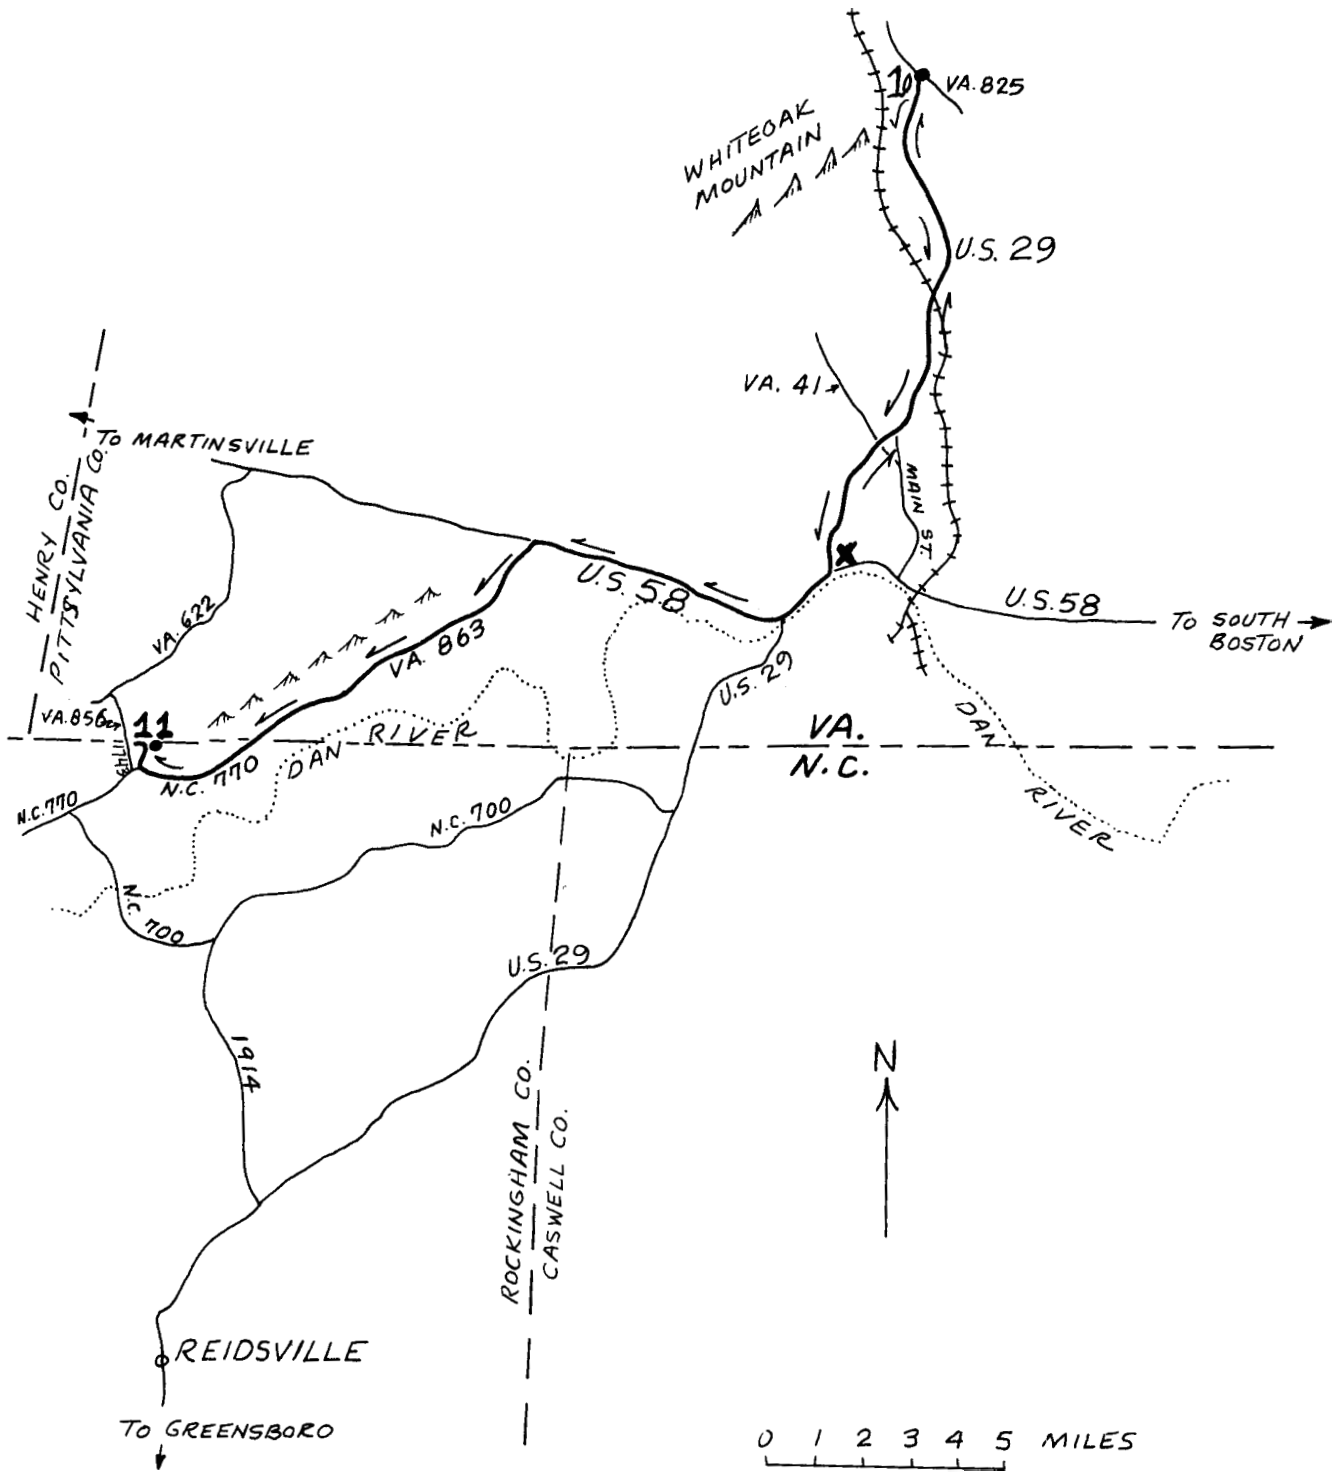 10
VA. 825
WHITEOAK
MOUNTAIN
U.S. 29
VA. 41
TO MARTINSVILLE
MAIN ST.
HENRY CO.
PITTSYLVANIA CO.
X
U.S. 58
U.S. 58
TO SOUTH
BOSTON
VA. 622
VA. 863
U.S. 29
VA. 856
11
DAN RIVER
VA.
N.C.
DAN
RIVER
1749
N.C. 770
N.C. 770
N.C. 700
N.C. 700
U.S. 29
1914
N
ROCKINGHAM CO.
CASWELL CO.
REIDSVILLE
TO GREENSBORO
0 1 2 3 4 5 MILES